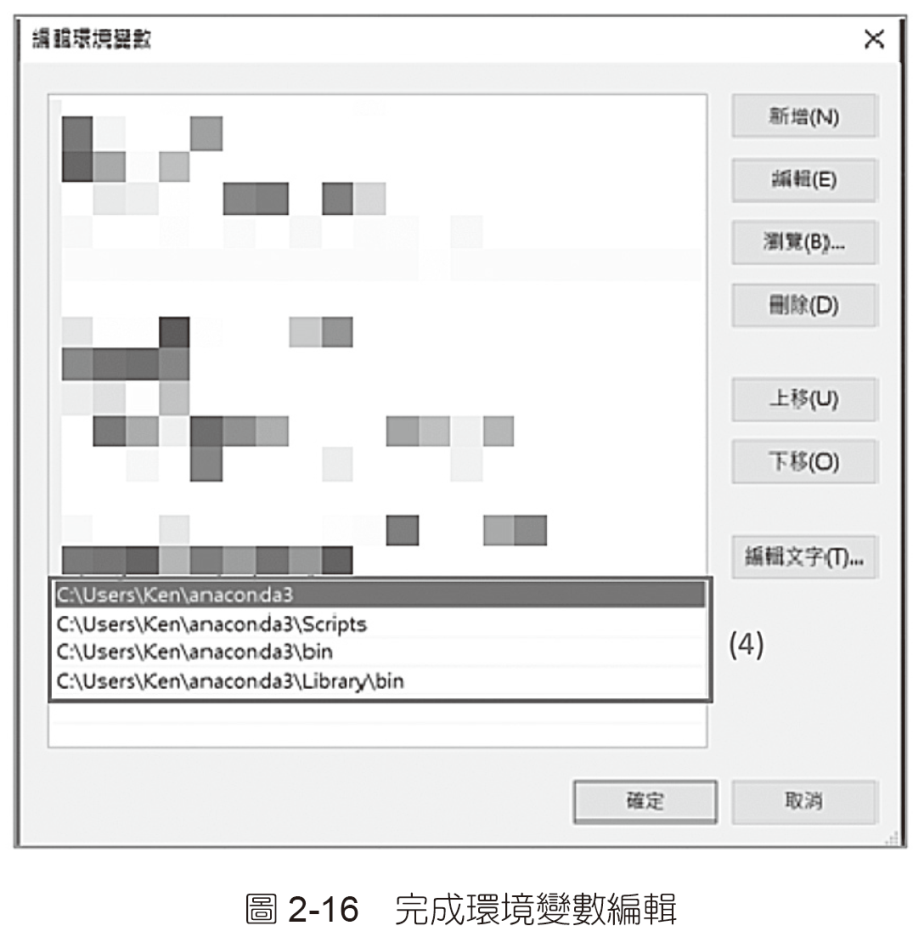 編輯環境變數
新增(N)
編輯(E)
瀏覽(B)...
刪除(D)
上移(U)
下移(O)
編輯文字(T)...
C:\Users\Ken\anaconda3
C:\Users\Ken\anaconda3\Scripts
C:\Users\Ken\anaconda3\bin
C:\Users\Ken\anaconda3\Library\bin
(4)
確定
取消
圖 2-16 完成環境變數編輯